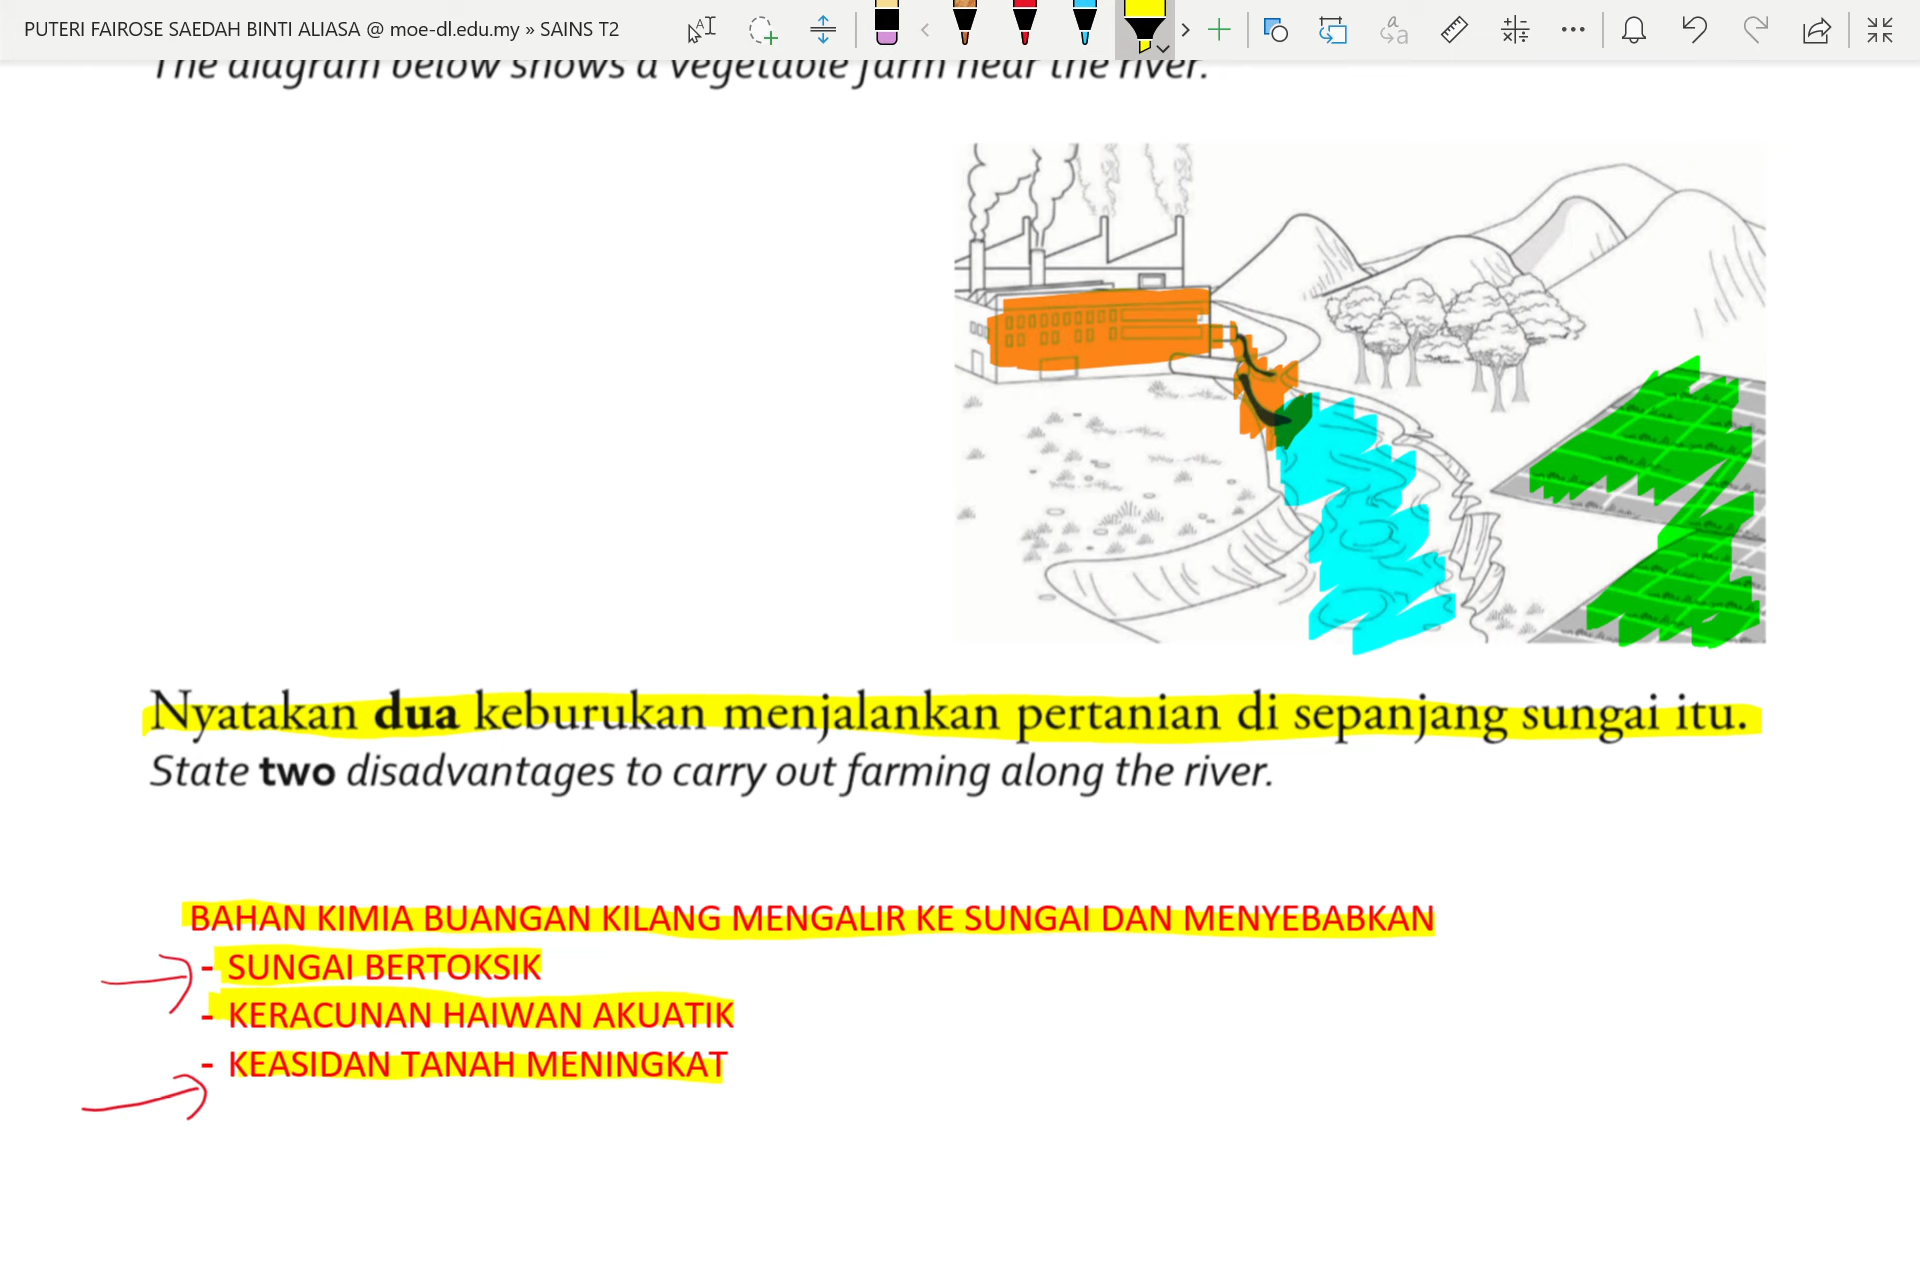 PUTERI FAIROSE SAEDAH BINTI ALIASA @ moe-dl.edu.my » SAINS T2
The diagram below shows a vegetable farm near the river.
Nyatakan dua keburukan menjalankan pertanian di sepanjang sungai itu.
State two disadvantages to carry out farming along the river.
BAHAN KIMIA BUANGAN KILANG MENGALIR KE SUNGAI DAN MENYEBABKAN
- SUNGAI BERTOKSIK
- KERACUNAN HAIWAN AKUATIK
- KEASIDAN TANAH MENINGKAT